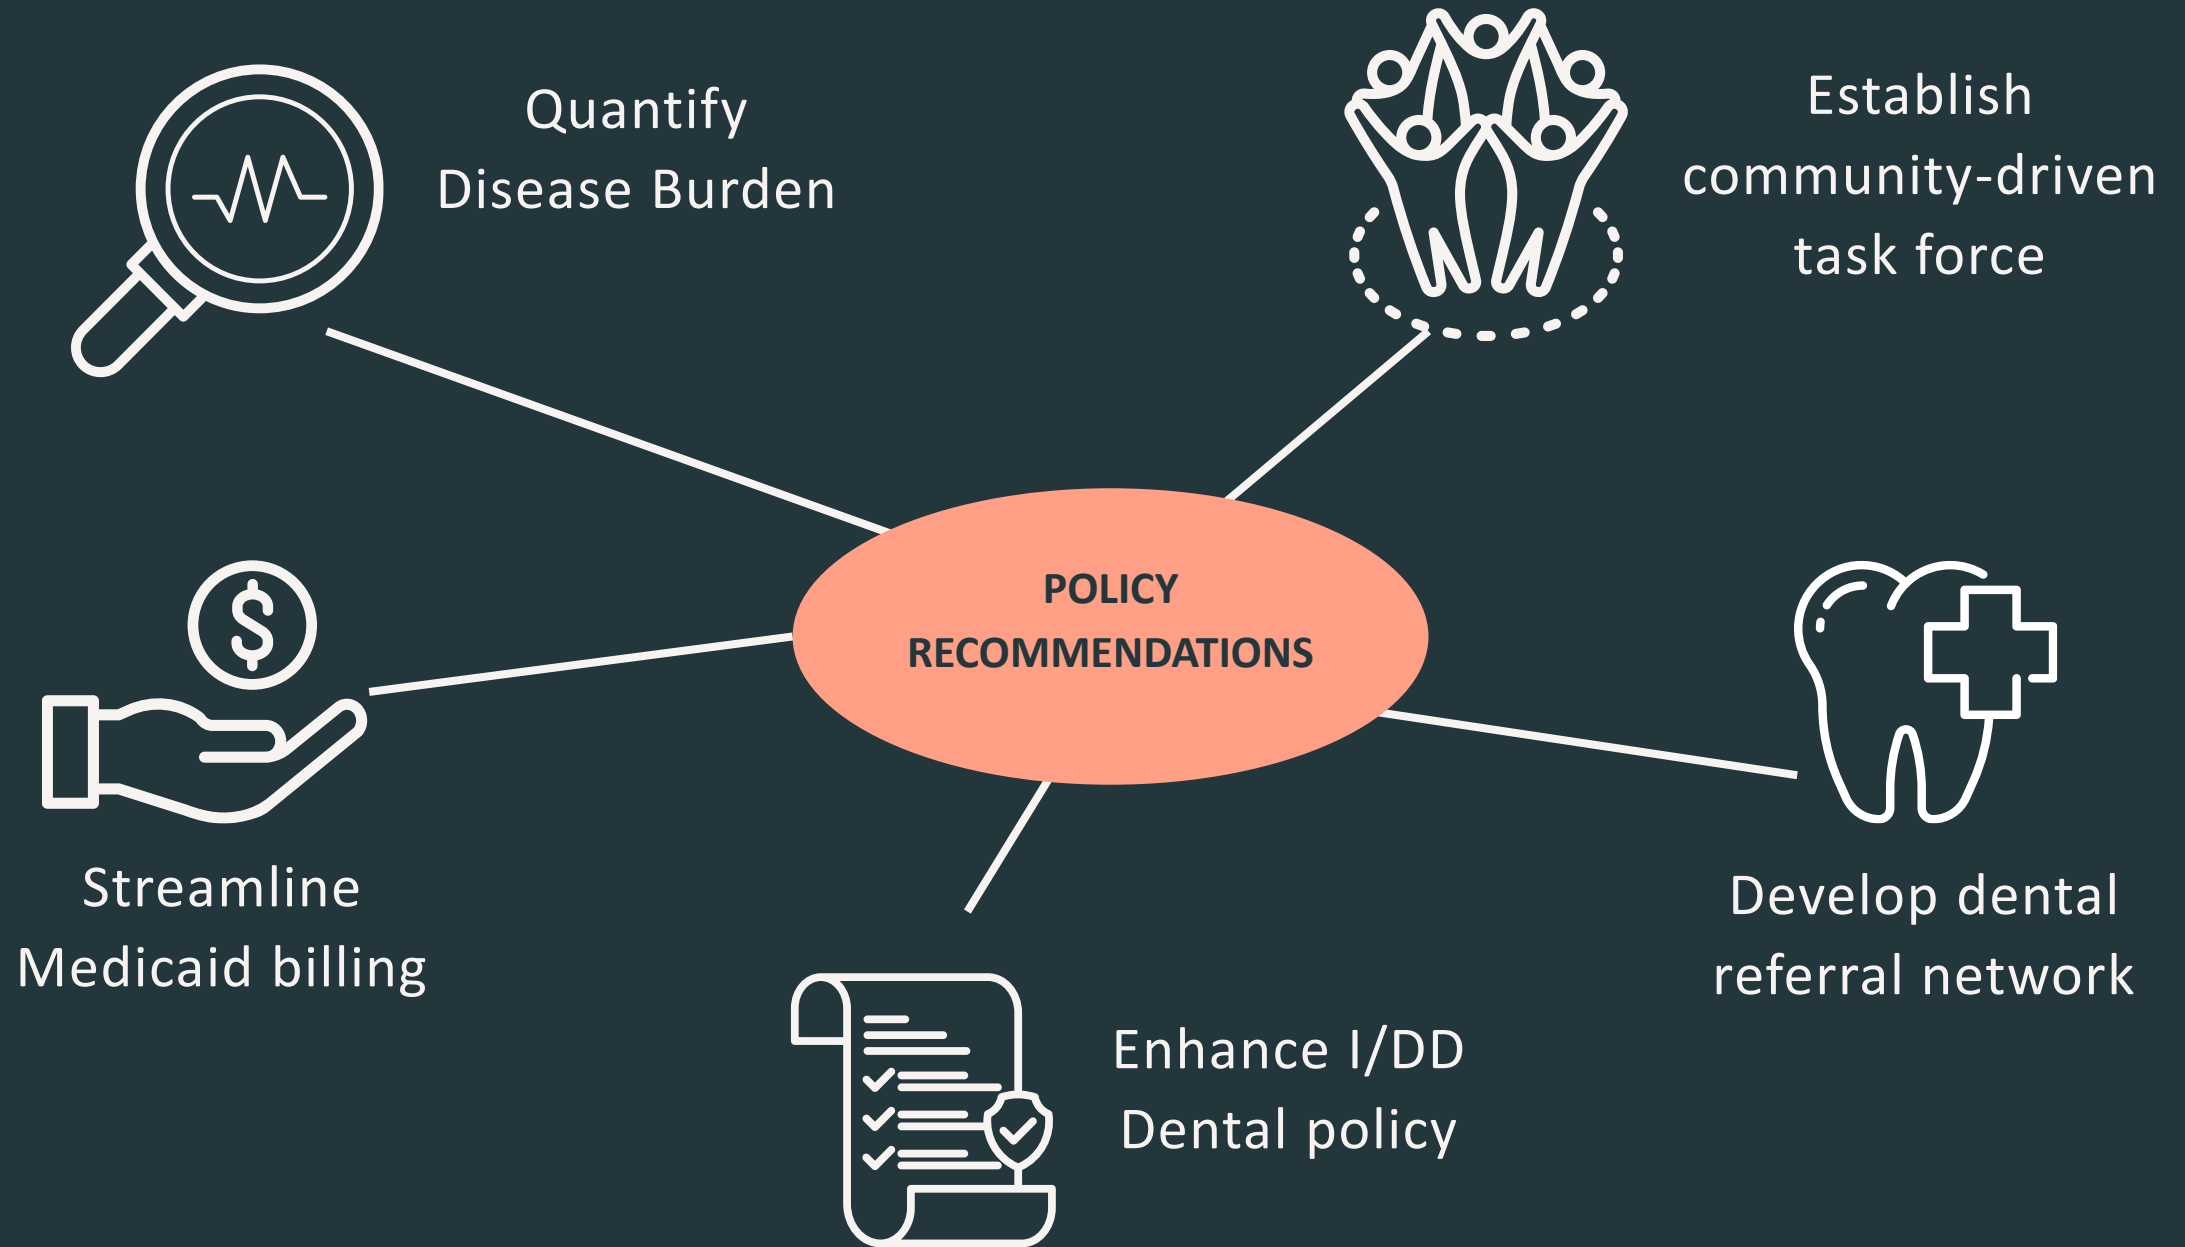 Quantify
Disease Burden
Establish
community-driven
task force
POLICY
RECOMMENDATIONS
$
Streamline
Medicaid billing
Develop dental
referral network
Enhance I/DD
Dental policy